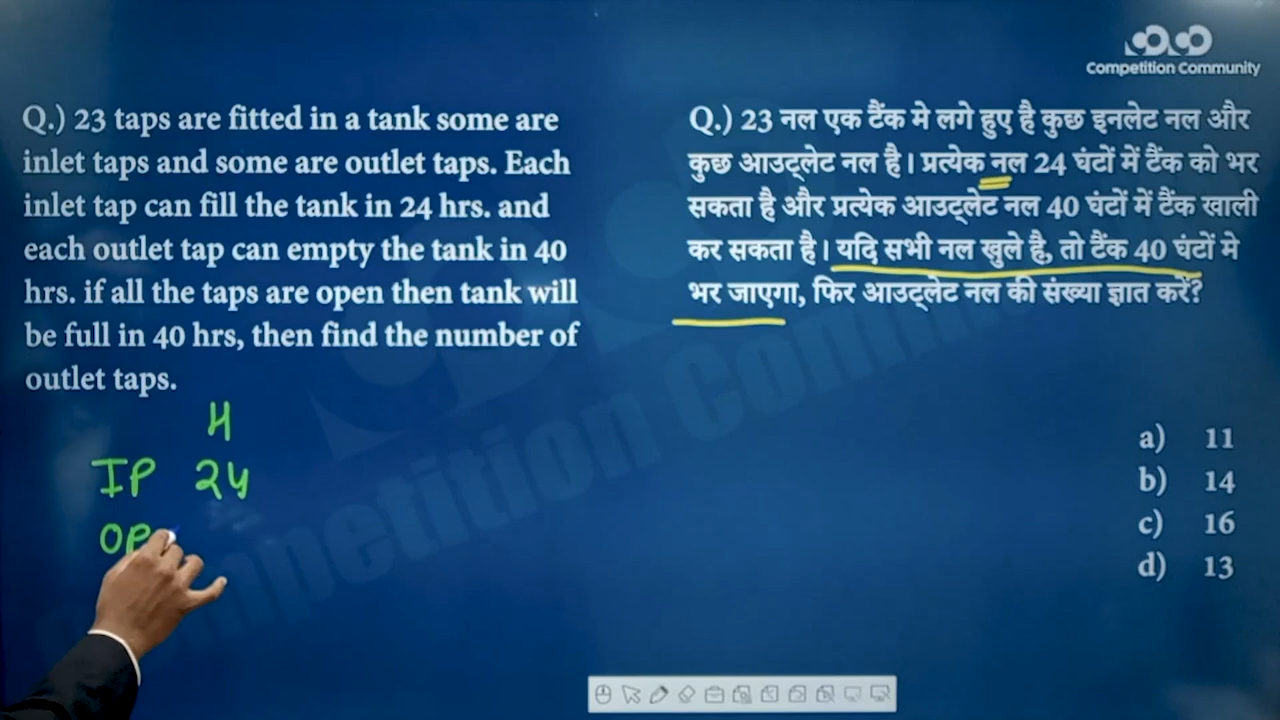 Competition Community
Q.) 23 taps are fitted in a tank some are
inlet taps and some are outlet taps. Each
inlet tap can fill the tank in 24 hrs. and
each outlet tap can empty the tank in 40
hrs. if all the taps are open then tank will
be full in 40 hrs, then find the number of
outlet taps.
Q.) 23 नल एक टैंक मे लगे हुए है कुछ इनलेट नल और
कुछ आउट्लेट नल है। प्रत्येक नल 24 घंटों में टैंक को भर
सकता है और प्रत्येक आउट्लेट नल 40 घंटों में टैंक खाली
कर सकता है। यदि सभी नल खुले है, तो टैंक 40 घंटों मे
भर जाएगा, फिर आउट्लेट नल की संख्या ज्ञात करें?
H
IP 24
OP
a) 11
b) 14
c) 16
d) 13